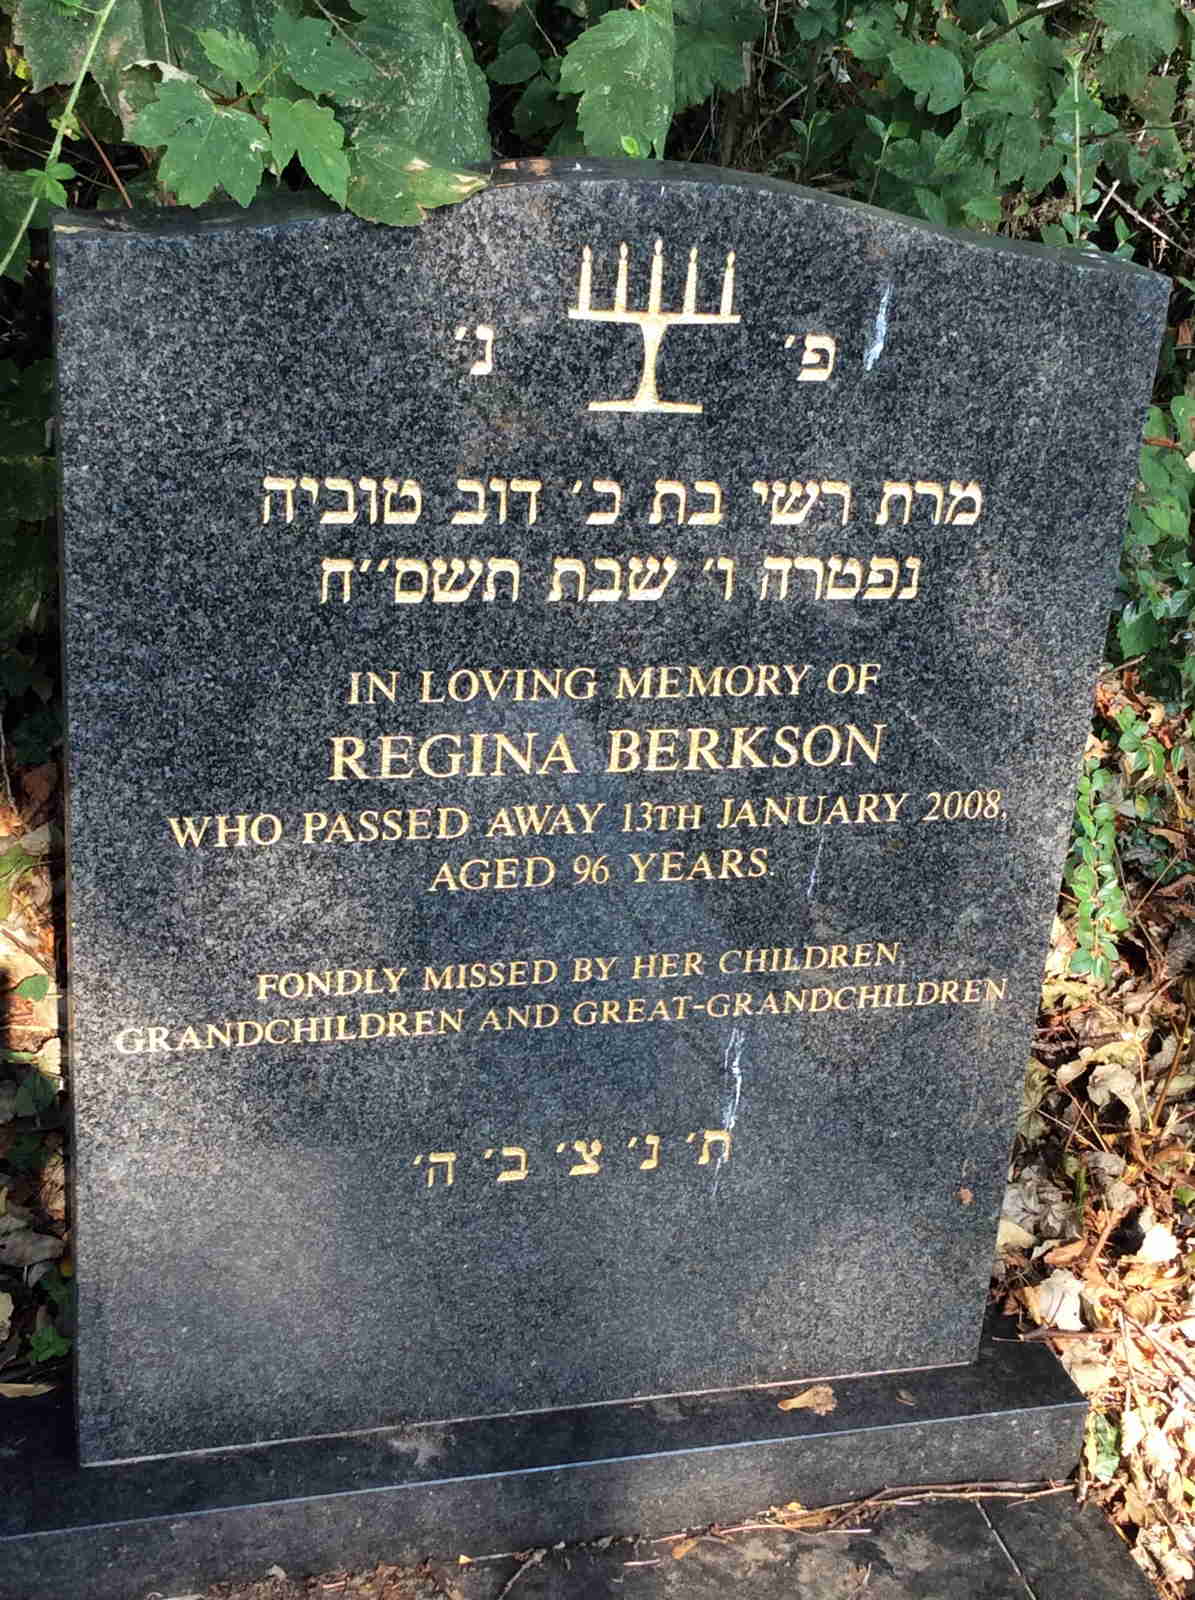 פ׳ נ׳
מרת רשי בת כ׳ דוב טוביה
נפטרה ו׳ שבת תשס״ח
IN LOVING MEMORY OF
REGINA BERKSON
WHO PASSED AWAY 13TH JANUARY 2008,
AGED 96 YEARS.
FONDLY MISSED BY HER CHILDREN,
GRANDCHILDREN AND GREAT-GRANDCHILDREN
ת׳ נ׳ צ׳ ב׳ ה׳